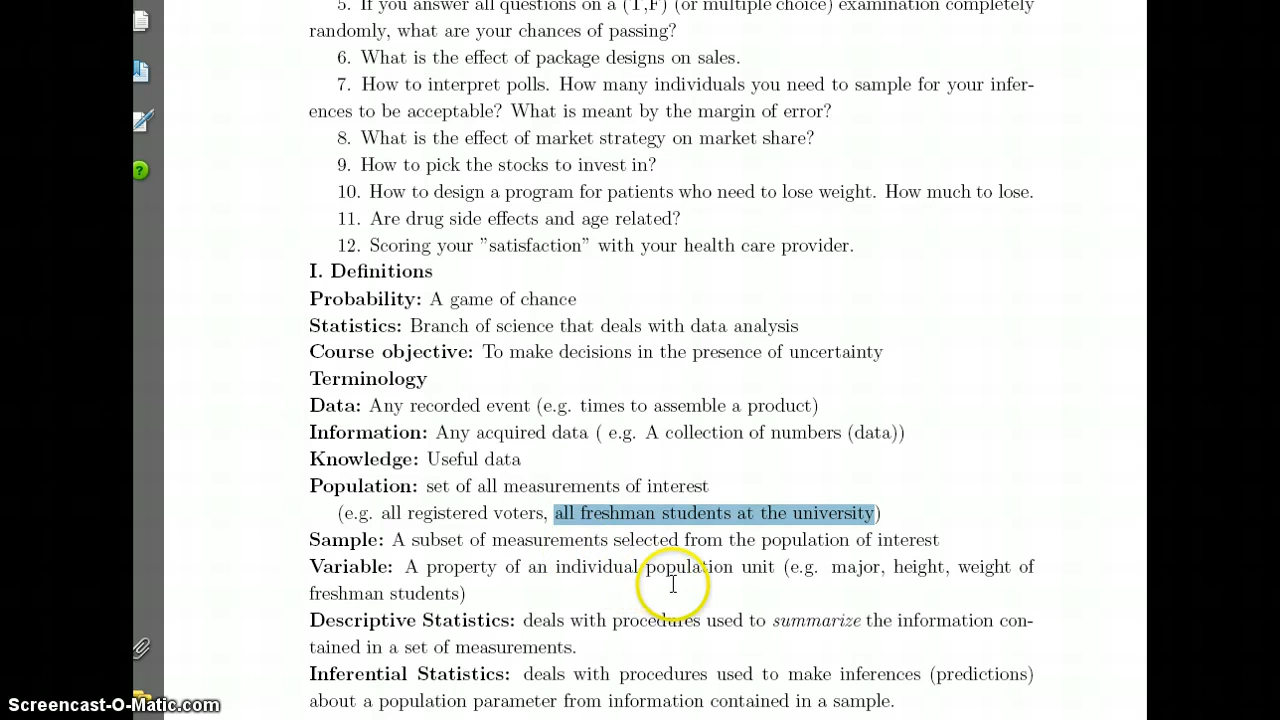 5. If you answer all questions on a (T,F) (or multiple choice) examination completely
randomly, what are your chances of passing?
6. What is the effect of package designs on sales.
7. How to interpret polls. How many individuals you need to sample for your infer-
ences to be acceptable? What is meant by the margin of error?
8. What is the effect of market strategy on market share?
9. How to pick the stocks to invest in?
10. How to design a program for patients who need to lose weight. How much to lose.
11. Are drug side effects and age related?
12. Scoring your ”satisfaction” with your health care provider.
I. Definitions
Probability: A game of chance
Statistics: Branch of science that deals with data analysis
Course objective: To make decisions in the presence of uncertainty
Terminology
Data: Any recorded event (e.g. times to assemble a product)
Information: Any acquired data ( e.g. A collection of numbers (data))
Knowledge: Useful data
Population: set of all measurements of interest
(e.g. all registered voters, all freshman students at the university)
Sample: A subset of measurements selected from the population of interest
Variable: A property of an individual population unit (e.g. major, height, weight of
freshman students)
Descriptive Statistics: deals with procedures used to summarize the information con-
tained in a set of measurements.
Inferential Statistics: deals with procedures used to make inferences (predictions)
about a population parameter from information contained in a sample.
Screencast-O-Matic.com